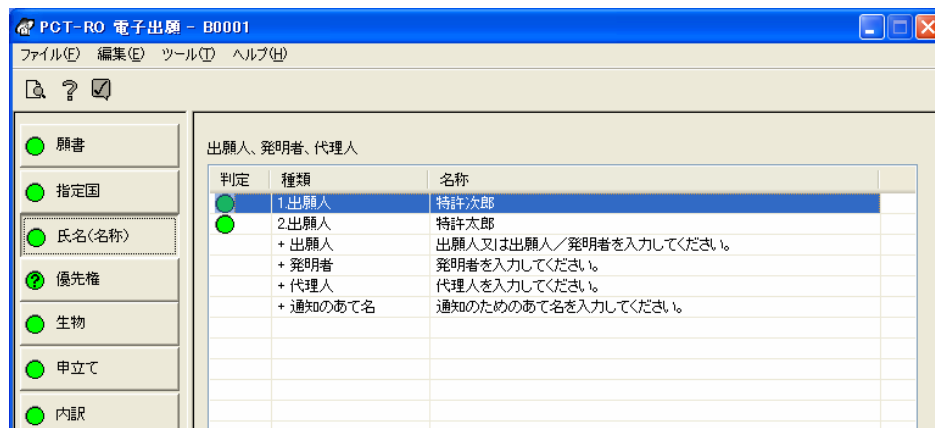 PCT-RO 電子出願 - B0001
ファイル(F) 編集(E) ツール(T) ヘルプ(H)
願書
指定国
氏名(名称)
優先権
生物
申立て
内訳
出願人、発明者、代理人
判定 種類 名称
1.出願人 特許次郎
2.出願人 特許太郎
+ 出願人 出願人又は出願人／発明者を入力してください。
+ 発明者 発明者を入力してください。
+ 代理人 代理人を入力してください。
+ 通知のあて名 通知のためのあて名を入力してください。